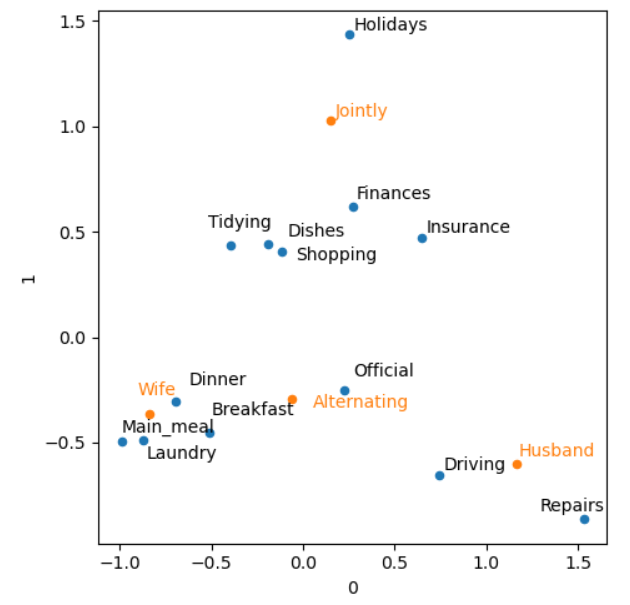 1.5
Holidays
Jointly
1.0
Finances
Tidying
Dishes
Insurance
0.5
Shopping
1
0.0
Official
Dinner
Wife
Alternating
Breakfast
Main_meal
−0.5
Laundry
Husband
Driving
Repairs
−1.0 −0.5 0.0 0.5 1.0 1.5
0